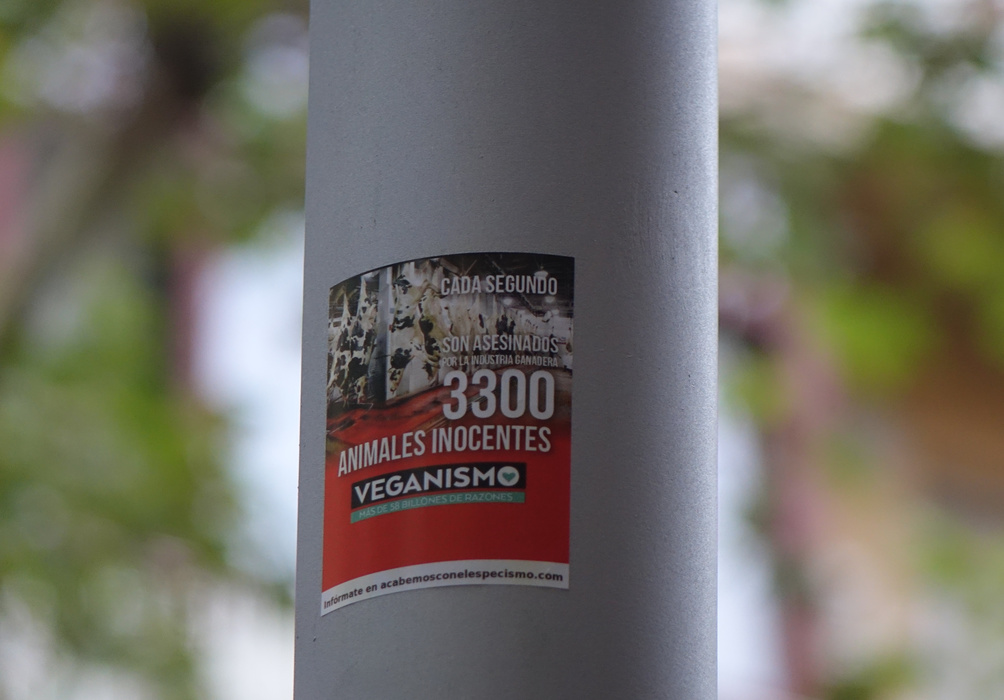 CADA SEGUNDO
SON ASESINADOS
POR LA INDUSTRIA GANADERA
3300
ANIMALES INOCENTES
VEGANISMO
MÁS DE 58 BILLONES DE RAZONES
Infórmate en acabemosconelespecismo.com